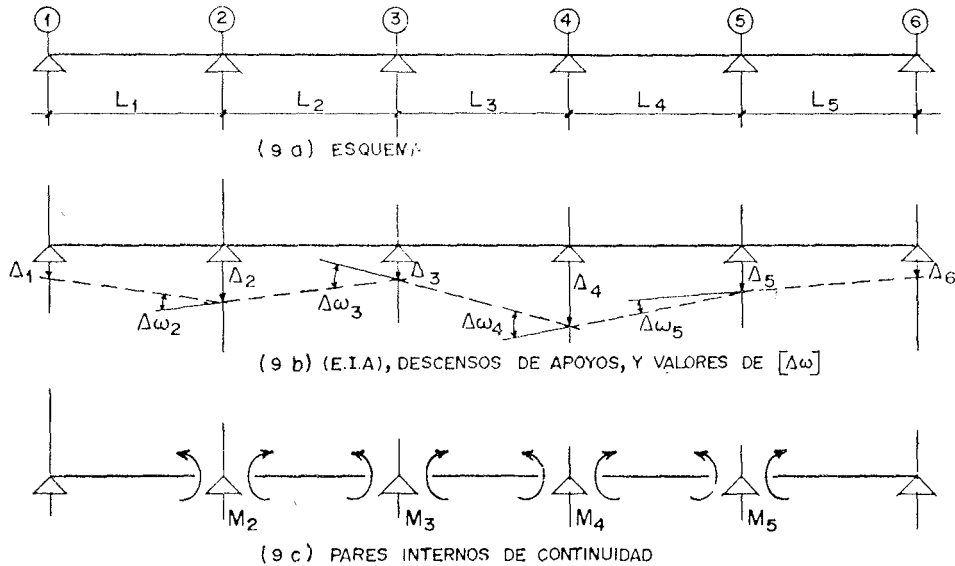 1 2 3 4 5 6
L₁ L₂ L₃ L₄ L₅
(9 a) ESQUEMA
Δ₁ Δ₂ Δ₃ Δ₄ Δ₅ Δ₆
Δω₂ Δω₃ Δω₄ Δω₅
(9 b) (E.I.A), DESCENSOS DE APOYOS, Y VALORES DE [Δω]
M₂ M₃ M₄ M₅
(9 c) PARES INTERNOS DE CONTINUIDAD